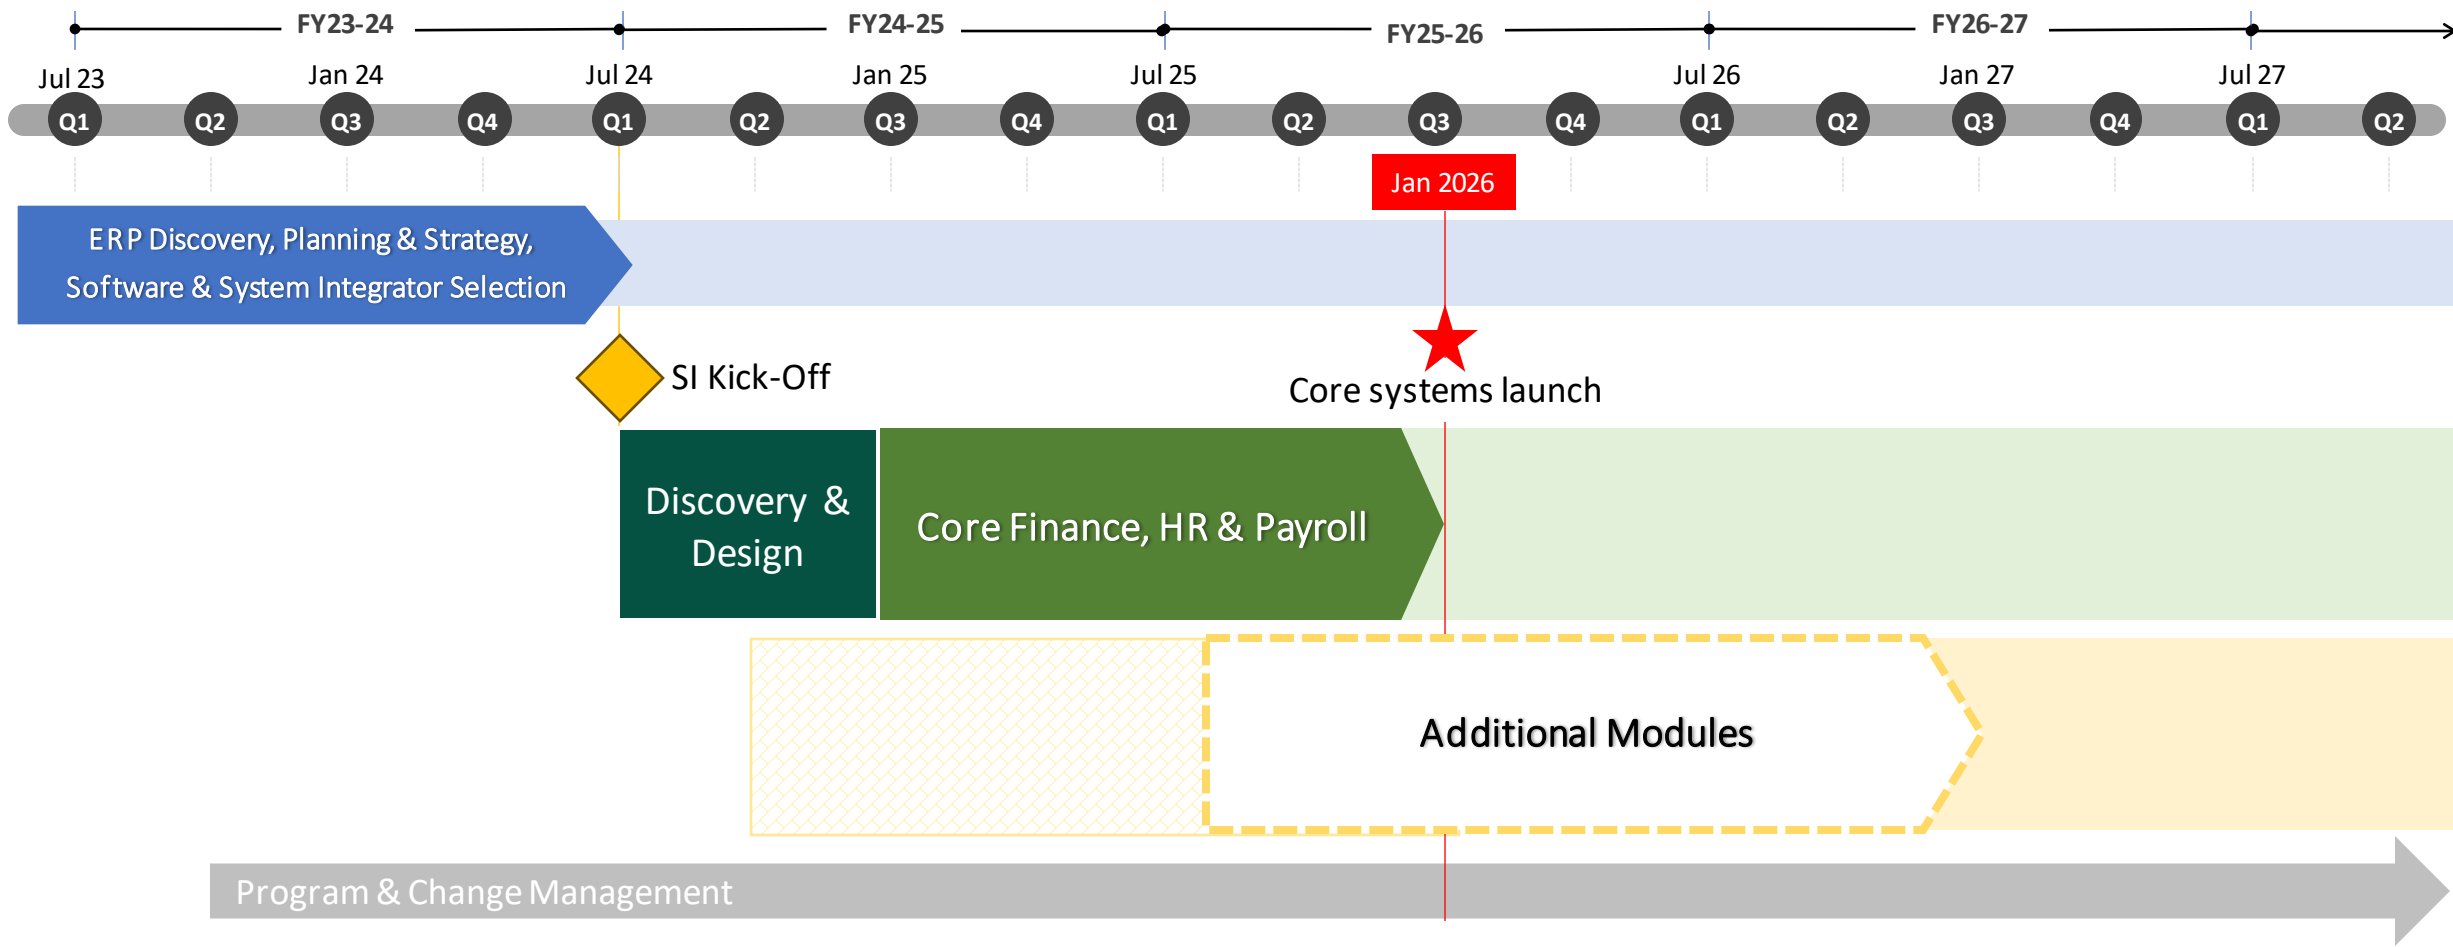 FY23-24
FY24-25
FY25-26
FY26-27
Jul 23
Jan 24
Jul 24
Jan 25
Jul 25
Jul 26
Jan 27
Jul 27
Q1
Q2
Q3
Q4
Q1
Q2
Q3
Q4
Q1
Q2
Q3
Q4
Q1
Q2
Q3
Q4
Q1
Q2
Jan 2026
ERP Discovery, Planning & Strategy,
Software & System Integrator Selection
SI Kick-Off
Core systems launch
Discovery &
Design
Core Finance, HR & Payroll
Additional Modules
Program & Change Management